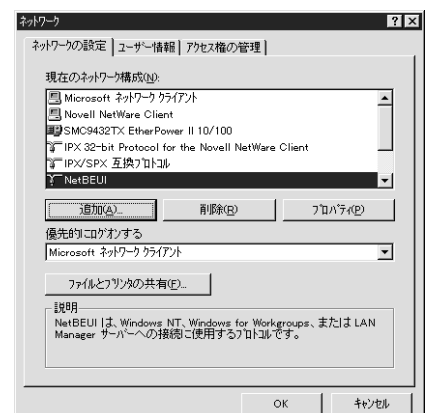 ネットワーク
ネットワークの設定 ユーザー情報 アクセス権の管理
現在のネットワーク構成(N):
Microsoft ネットワーク クライアント
Novell NetWare Client
SMC9432TX EtherPower II 10/100
IPX 32-bit Protocol for the Novell NetWare Client
IPX/SPX 互換プロトコル
NetBEUI
追加(A)... 削除(R) プロパティ(P)
優先的にログオンする
Microsoft ネットワーク クライアント
ファイルとプリンタの共有(F)...
説明
NetBEUI は、Windows NT、Windows for Workgroups、または LAN
Manager サーバーへの接続に使用するプロトコルです。
OK キャンセル